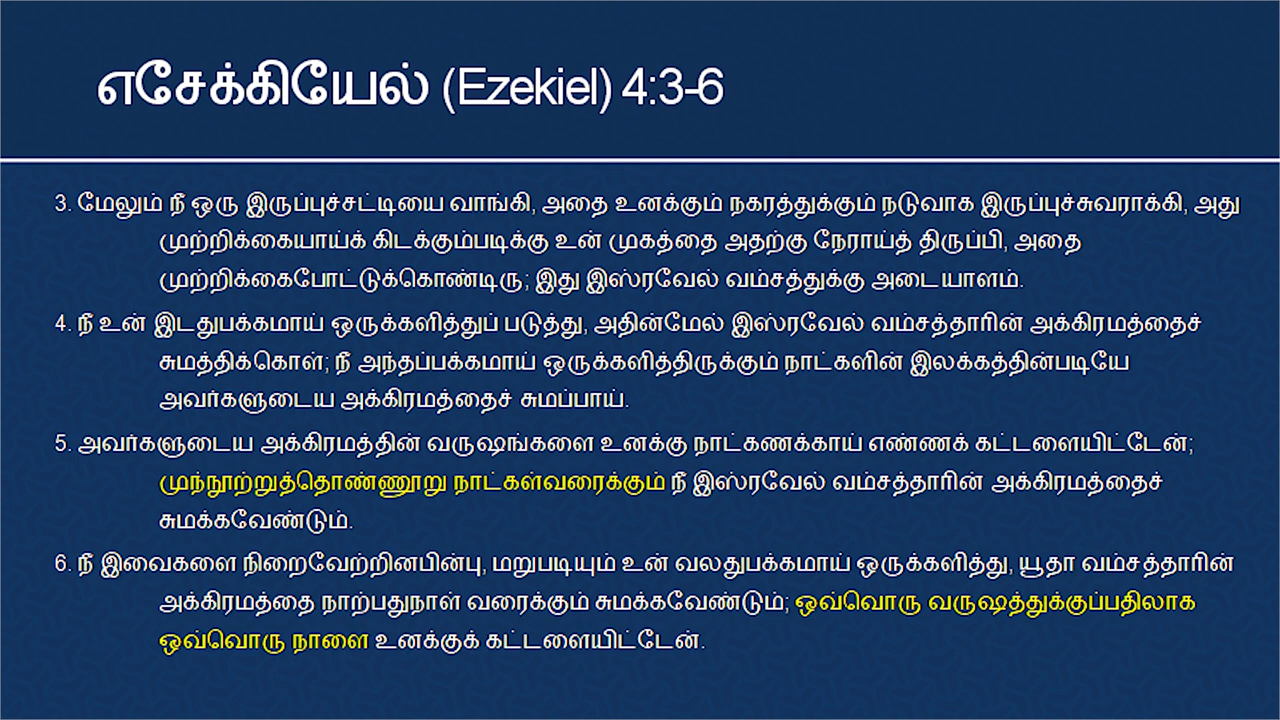 எசேக்கியேல் (Ezekiel) 4:3-6
3. மேலும் நீ ஒரு இருப்புச்சட்டியை வாங்கி, அதை உனக்கும் நகரத்துக்கும் நடுவாக இருப்புச்சுவராக்கி, அது
முற்றிக்கையாய்க் கிடக்கும்படிக்கு உன் முகத்தை அதற்கு நேராய்த் திருப்பி, அதை
முற்றிக்கைபோட்டுக்கொண்டிரு; இது இஸ்ரவேல் வம்சத்துக்கு அடையாளம்.
4. நீ உன் இடதுபக்கமாய் ஒருக்களித்துப் படுத்து, அதின்மேல் இஸ்ரவேல் வம்சத்தாரின் அக்கிரமத்தைச்
சுமத்திக்கொள்; நீ அந்தப்பக்கமாய் ஒருக்களித்திருக்கும் நாட்களின் இலக்கத்தின்படியே
அவர்களுடைய அக்கிரமத்தைச் சுமப்பாய்.
5. அவர்களுடைய அக்கிரமத்தின் வருஷங்களை உனக்கு நாட்கணக்காய் எண்ணக் கட்டளையிட்டேன்;
முந்நூற்றுத்தொண்ணூறு நாட்கள்வரைக்கும் நீ இஸ்ரவேல் வம்சத்தாரின் அக்கிரமத்தைச்
சுமக்கவேண்டும்.
6. நீ இவைகளை நிறைவேற்றினபின்பு, மறுபடியும் உன் வலதுபக்கமாய் ஒருக்களித்து, யூதா வம்சத்தாரின்
அக்கிரமத்தை நாற்பதுநாள் வரைக்கும் சுமக்கவேண்டும்; ஒவ்வொரு வருஷத்துக்குப்பதிலாக
ஒவ்வொரு நாளை உனக்குக் கட்டளையிட்டேன்.